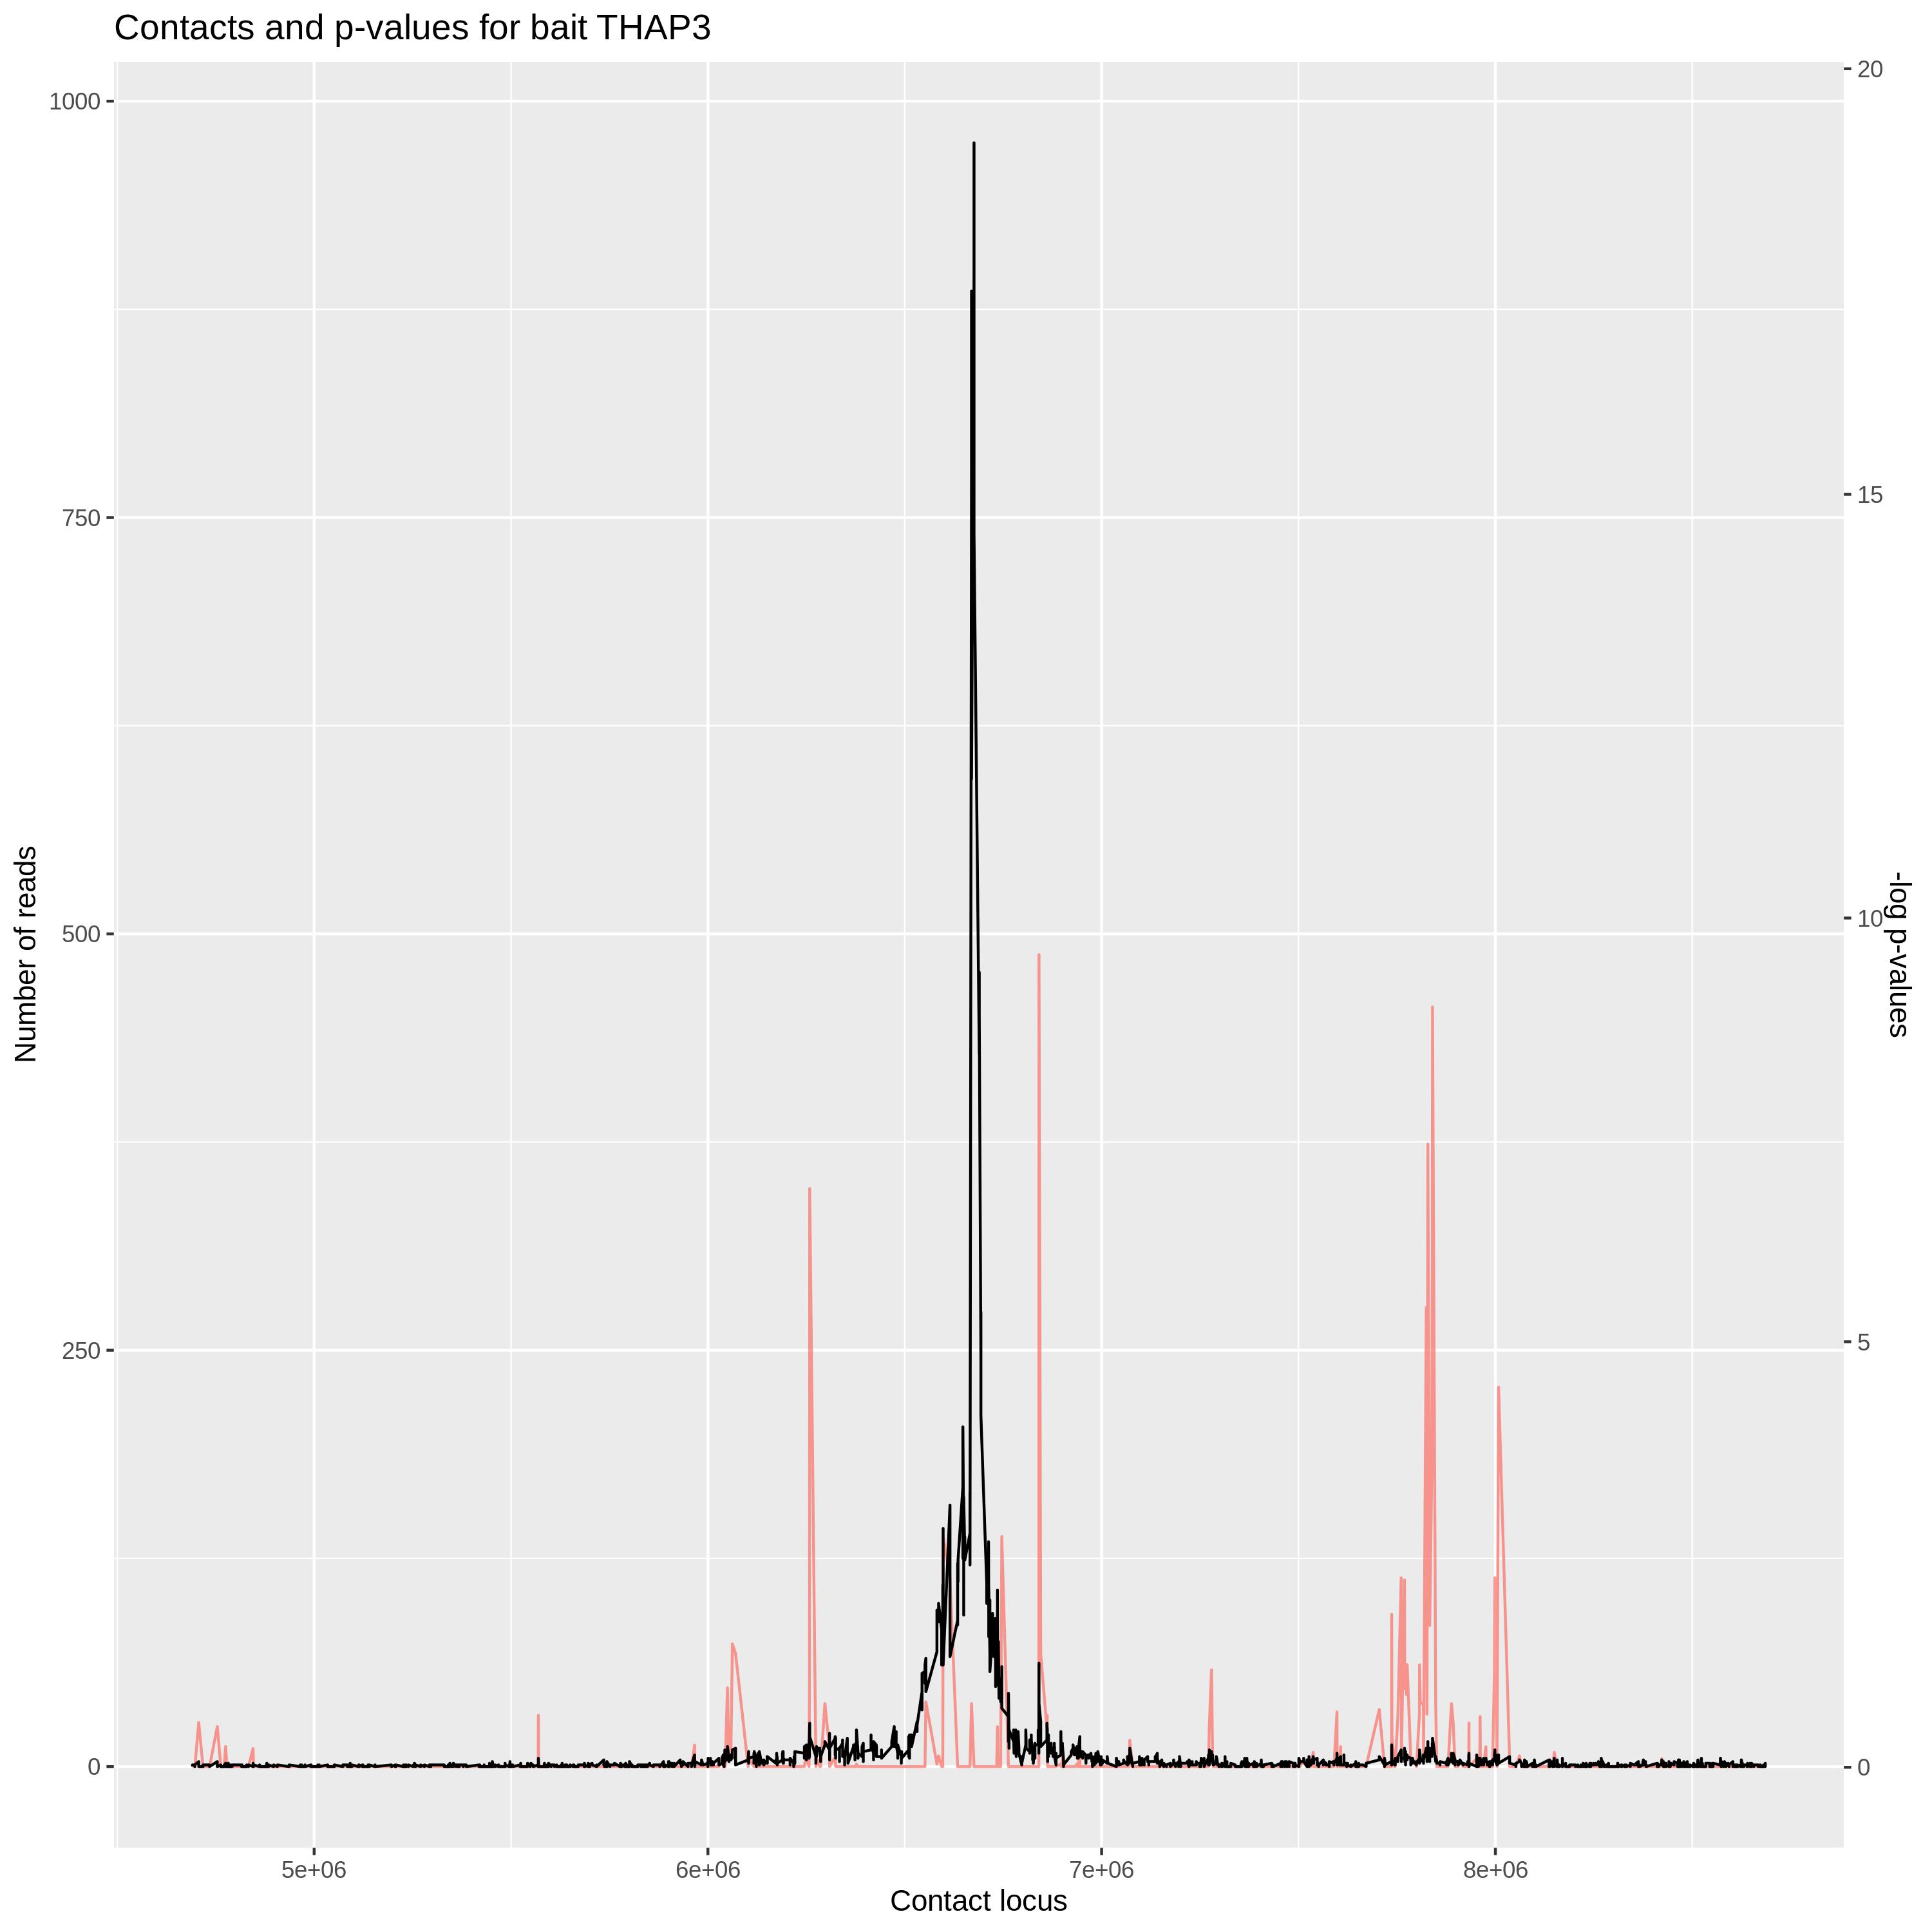 Contacts and p-values for bait THAP3
1000
750
500
250
0
Number of reads
20
15
10
5
0
-log p-values
5e+06
6e+06
7e+06
8e+06
Contact locus